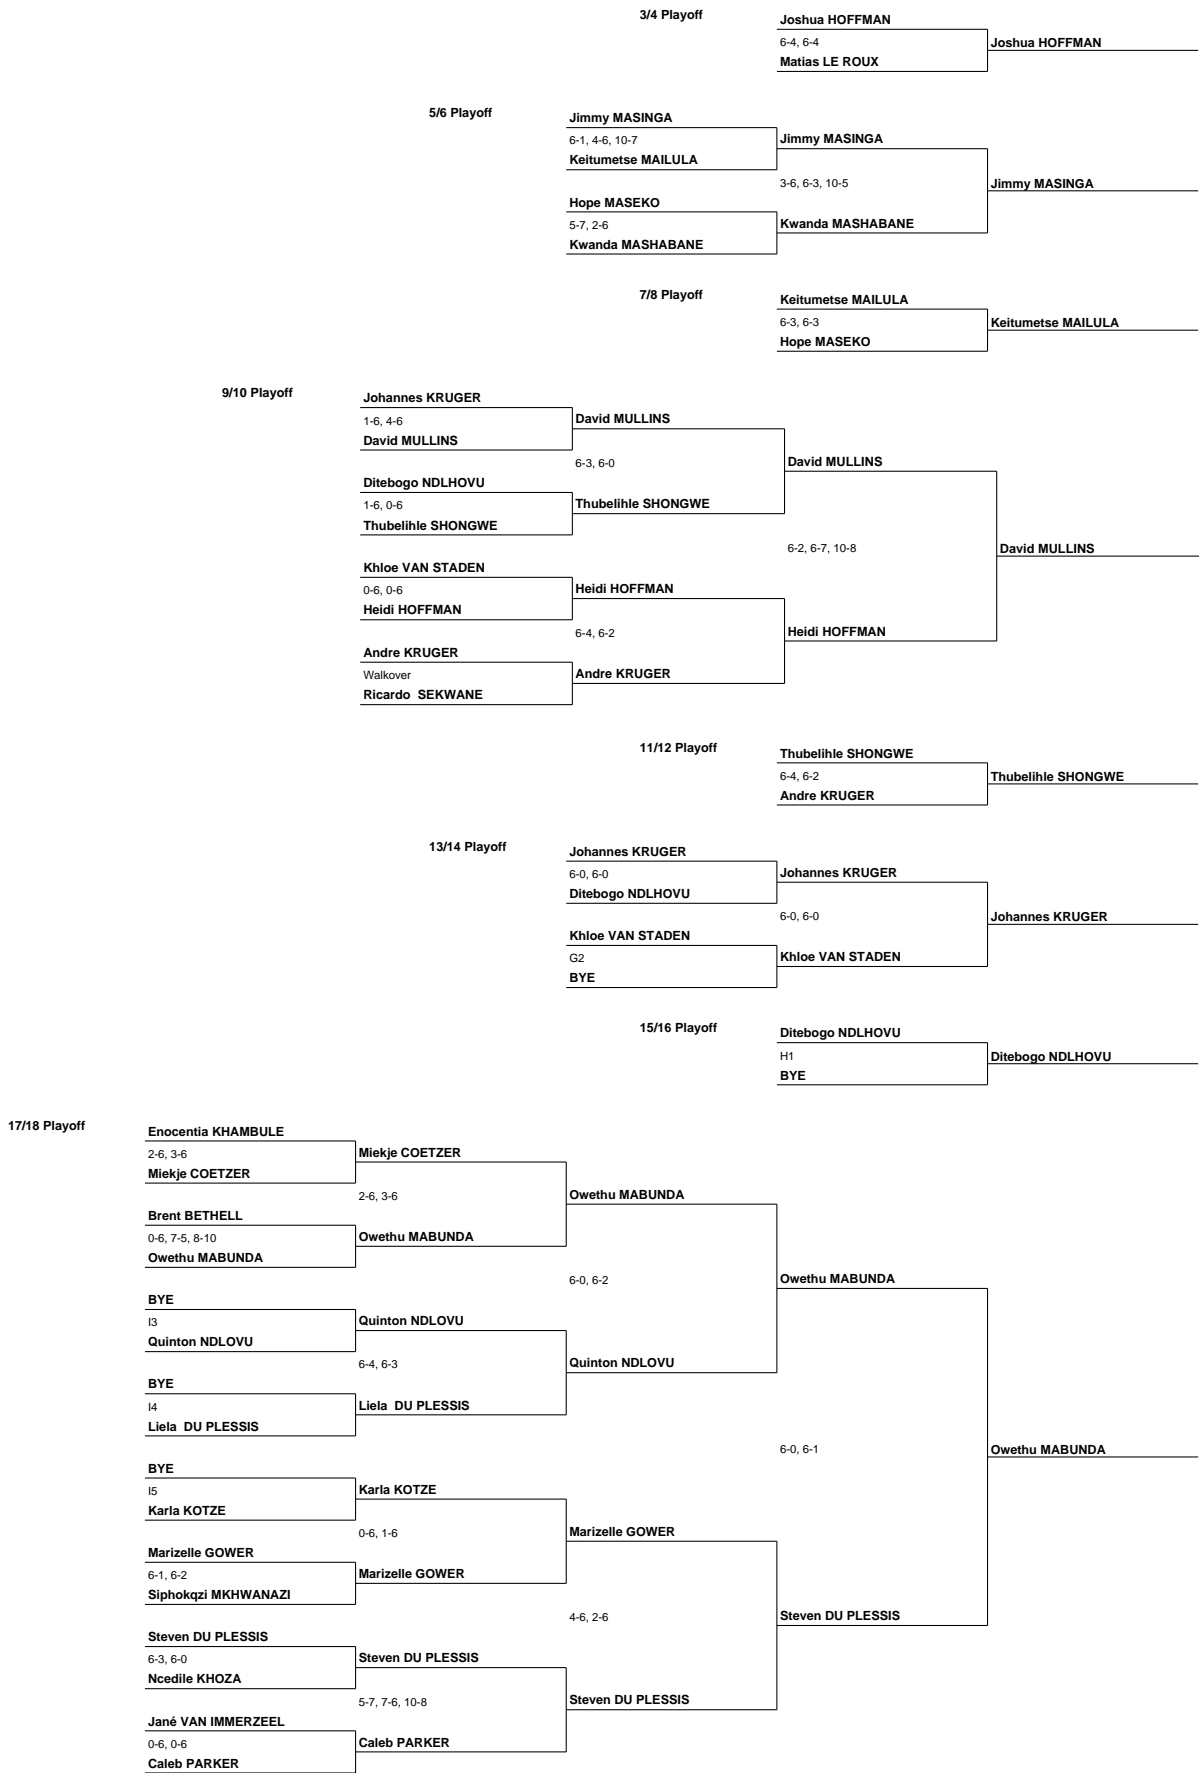 3/4 Playoff
Joshua HOFFMAN
6-4, 6-4
Joshua HOFFMAN
Matias LE ROUX
5/6 Playoff
Jimmy MASINGA
6-1, 4-6, 10-7
Jimmy MASINGA
Keitumetse MAILULA
3-6, 6-3, 10-5
Jimmy MASINGA
Hope MASEKO
5-7, 2-6
Kwanda MASHABANE
Kwanda MASHABANE
7/8 Playoff
Keitumetse MAILULA
6-3, 6-3
Keitumetse MAILULA
Hope MASEKO
9/10 Playoff
Johannes KRUGER
1-6, 4-6
David MULLINS
David MULLINS
6-3, 6-0
David MULLINS
Ditebogo NDLHOVU
1-6, 0-6
Thubelihle SHONGWE
Thubelihle SHONGWE
6-2, 6-7, 10-8
David MULLINS
Khloe VAN STADEN
0-6, 0-6
Heidi HOFFMAN
Heidi HOFFMAN
6-4, 6-2
Heidi HOFFMAN
Andre KRUGER
Walkover
Andre KRUGER
Ricardo  SEKWANE
11/12 Playoff
Thubelihle SHONGWE
6-4, 6-2
Thubelihle SHONGWE
Andre KRUGER
13/14 Playoff
Johannes KRUGER
6-0, 6-0
Johannes KRUGER
Ditebogo NDLHOVU
6-0, 6-0
Johannes KRUGER
Khloe VAN STADEN
G2
Khloe VAN STADEN
BYE
15/16 Playoff
Ditebogo NDLHOVU
H1
Ditebogo NDLHOVU
BYE
17/18 Playoff
Enocentia KHAMBULE
2-6, 3-6
Miekje COETZER
Miekje COETZER
2-6, 3-6
Owethu MABUNDA
Brent BETHELL
0-6, 7-5, 8-10
Owethu MABUNDA
Owethu MABUNDA
6-0, 6-2
Owethu MABUNDA
BYE
I3
Quinton NDLOVU
Quinton NDLOVU
6-4, 6-3
Quinton NDLOVU
BYE
I4
Liela  DU PLESSIS
Liela  DU PLESSIS
6-0, 6-1
Owethu MABUNDA
BYE
I5
Karla KOTZE
Karla KOTZE
0-6, 1-6
Marizelle GOWER
Marizelle GOWER
6-1, 6-2
Marizelle GOWER
Siphokqzi MKHWANAZI
4-6, 2-6
Steven DU PLESSIS
Steven DU PLESSIS
6-3, 6-0
Steven DU PLESSIS
Ncedile KHOZA
5-7, 7-6, 10-8
Steven DU PLESSIS
Jané VAN IMMERZEEL
0-6, 0-6
Caleb PARKER
Caleb PARKER